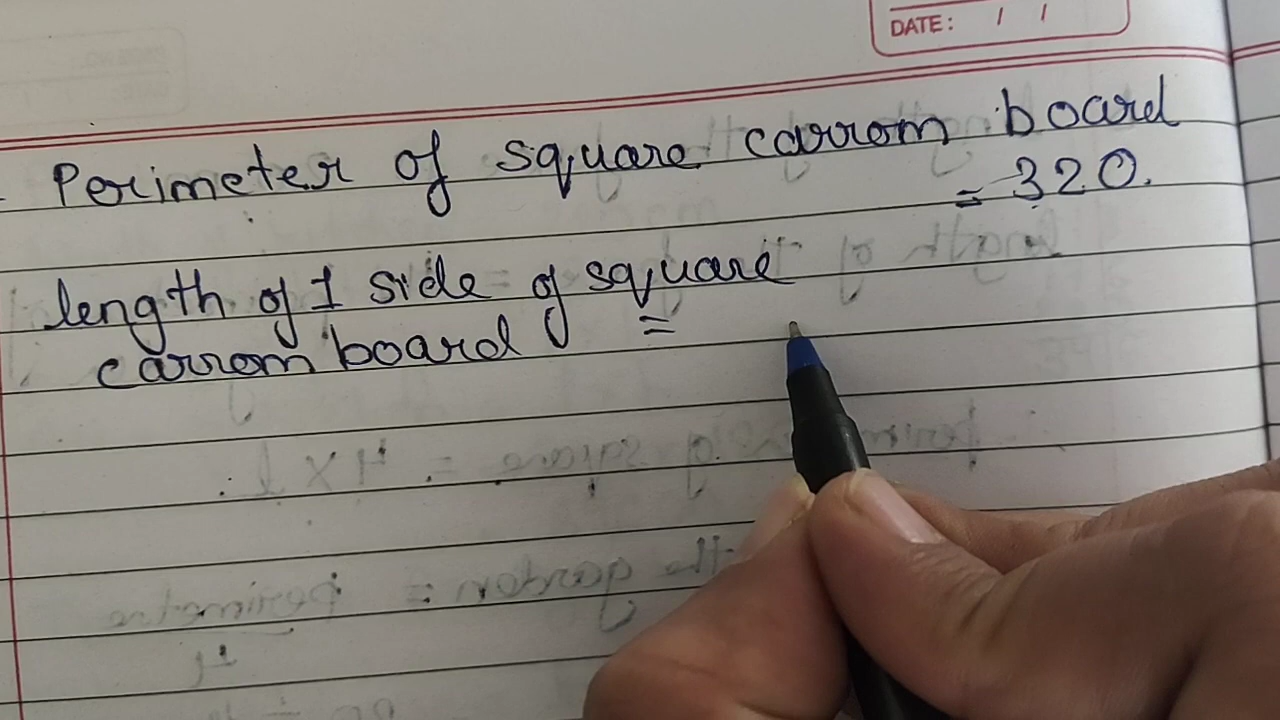 DATE: / /
Perimeter of square carrom board
= 320.
length of 1 side of square
carrom board =